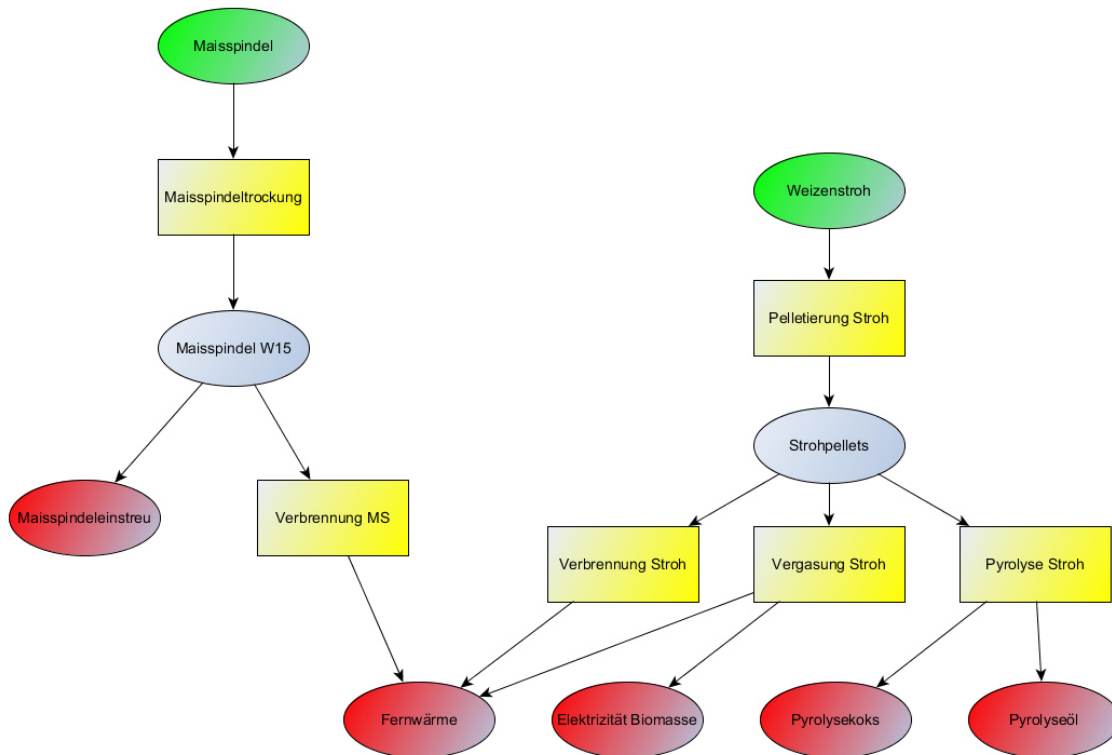 Maisspindel
Maisspindeltrockung
Weizenstroh
Pelletierung Stroh
Maisspindel W15
Strohpellets
Maisspindeleinstreu
Verbrennung MS
Verbrennung Stroh
Vergasung Stroh
Pyrolyse Stroh
Fernwärme
Elektrizität Biomasse
Pyrolysekoks
Pyrolyseöl